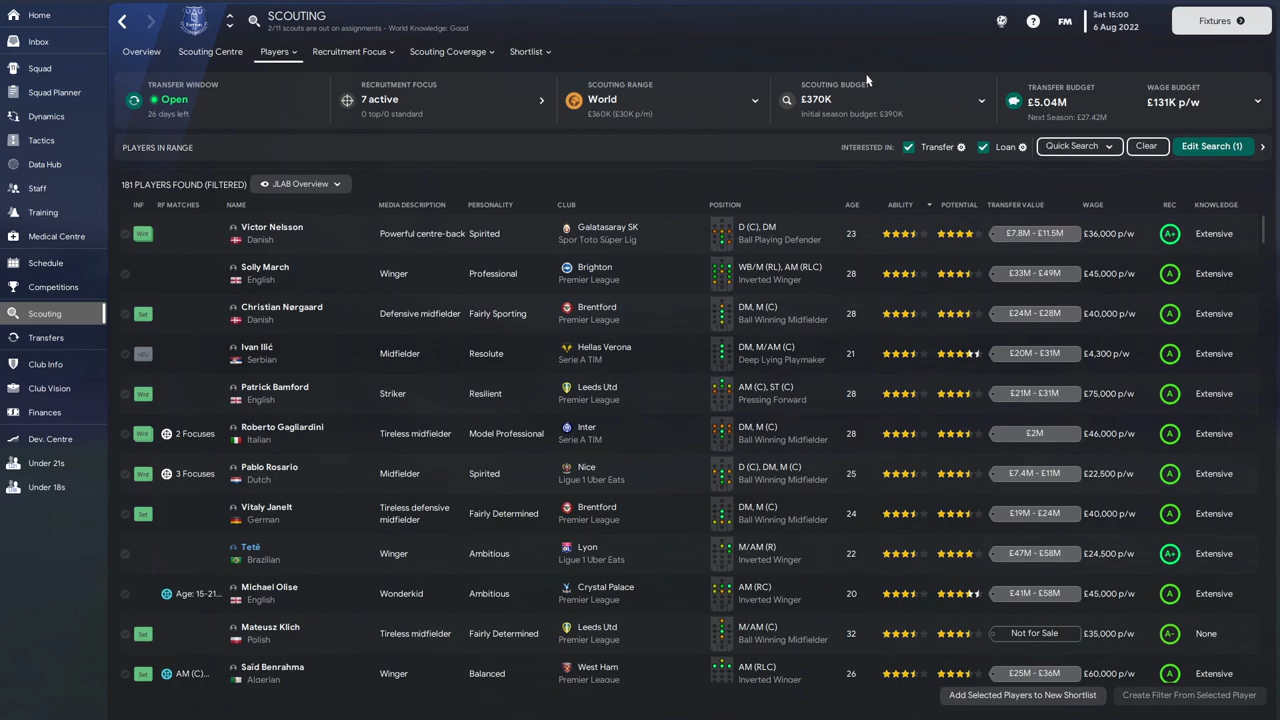 Home
SCOUTING
2/11 scouts are out on assignments - World Knowledge: Good
FM
Sat 15:00
6 Aug 2022
Fixtures
Inbox
Squad
Squad Planner
Dynamics
Tactics
Data Hub
Staff
Training
Medical Centre
Schedule
Competitions
Scouting
Transfers
Club Info
Club Vision
Finances
Dev. Centre
Under 21s
Under 18s
Overview Scouting Centre Players Recruitment Focus Scouting Coverage Shortlist
TRANSFER WINDOW
Open
26 days left
RECRUITMENT FOCUS
7 active
0 top/0 standard
SCOUTING RANGE
World
£360K (£30K p/m)
SCOUTING BUDGET
£370K
Initial season budget: £390K
TRANSFER BUDGET
£5.04M
Next Season: £27.42M
WAGE BUDGET
£131K p/w
PLAYERS IN RANGE
INTERESTED IN: Transfer Loan Quick Search Clear Edit Search (1)
181 PLAYERS FOUND (FILTERED) JLAB Overview
INF RF MATCHES NAME MEDIA DESCRIPTION PERSONALITY CLUB POSITION AGE ABILITY POTENTIAL TRANSFER VALUE WAGE REC KNOWLEDGE
Wnt Victor Nelsson Danish Powerful centre-back Spirited Galatasaray SK Spor Toto Süper Lig D (C), DM Ball Playing Defender 23 £7.8M - £11.5M £36,000 p/w A+ Extensive
Solly March English Winger Professional Brighton Premier League WB/M (RL), AM (RLC) Inverted Winger 28 £33M - £49M £45,000 p/w A Extensive
Set Christian Nørgaard Danish Defensive midfielder Fairly Sporting Brentford Premier League DM, M (C) Ball Winning Midfielder 28 £24M - £28M £40,000 p/w A Extensive
Ivan Ilić Serbian Midfielder Resolute Hellas Verona Serie A TIM DM, M/AM (C) Deep Lying Playmaker 21 £20M - £31M £4,300 p/w A Extensive
Wnt Patrick Bamford English Striker Resilient Leeds Utd Premier League AM (C), ST (C) Pressing Forward 28 £21M - £31M £75,000 p/w A Extensive
Wnt 2 Focuses Roberto Gagliardini Italian Tireless midfielder Model Professional Inter Serie A TIM DM, M (C) Ball Winning Midfielder 28 £2M £46,000 p/w A Extensive
Wnt 3 Focuses Pablo Rosario Dutch Midfielder Spirited Nice Ligue 1 Uber Eats D (C), DM, M (C) Ball Winning Midfielder 25 £7.4M - £11M £22,500 p/w A Extensive
Set Vitaly Janelt German Tireless defensive midfielder Fairly Determined Brentford Premier League DM, M (C) Ball Winning Midfielder 24 £19M - £24M £40,000 p/w A Extensive
Tetê Brazilian Winger Ambitious Lyon Ligue 1 Uber Eats M/AM (R) Inverted Winger 22 £47M - £58M £24,500 p/w A+ Extensive
Age: 15-21... Michael Olise English Wonderkid Ambitious Crystal Palace Premier League AM (RC) Inverted Winger 20 £41M - £58M £45,000 p/w A Extensive
Set Mateusz Klich Polish Tireless midfielder Fairly Determined Leeds Utd Premier League M/AM (C) Ball Winning Midfielder 32 Not for Sale £35,000 p/w A- None
Set AM (C)... Saïd Benrahma Algerian Winger Balanced West Ham Premier League AM (RLC) Inverted Winger 26 £25M - £36M £60,000 p/w A Extensive
Add Selected Players to New Shortlist Create Filter From Selected Player